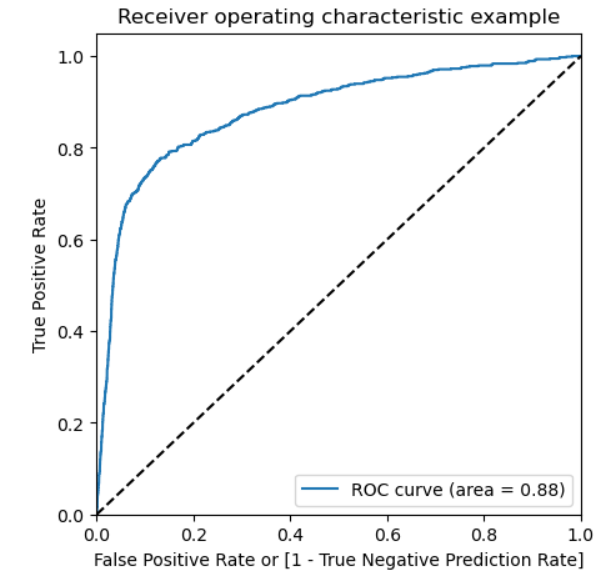 Receiver operating characteristic example
True Positive Rate
1.0
0.8
0.6
0.4
0.2
0.0
ROC curve (area = 0.88)
0.0 0.2 0.4 0.6 0.8 1.0
False Positive Rate or [1 - True Negative Prediction Rate]